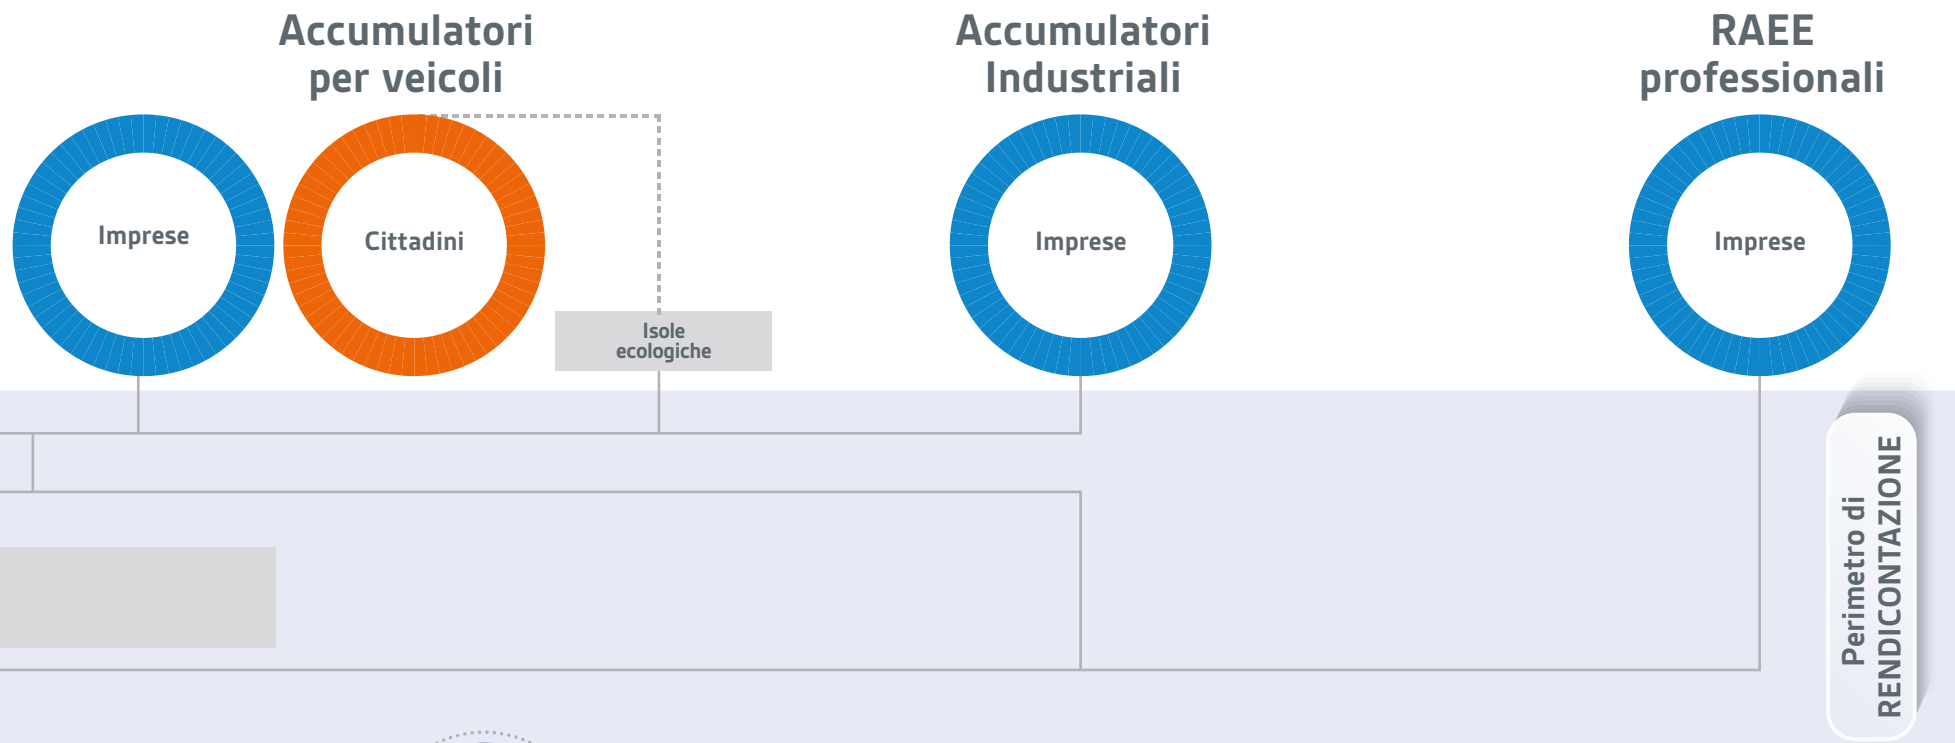 Accumulatori
per veicoli
Accumulatori
Industriali
RAEE
professionali
Imprese
Cittadini
Imprese
Imprese
Isole
ecologiche
Perimetro di
RENDICONTAZIONE